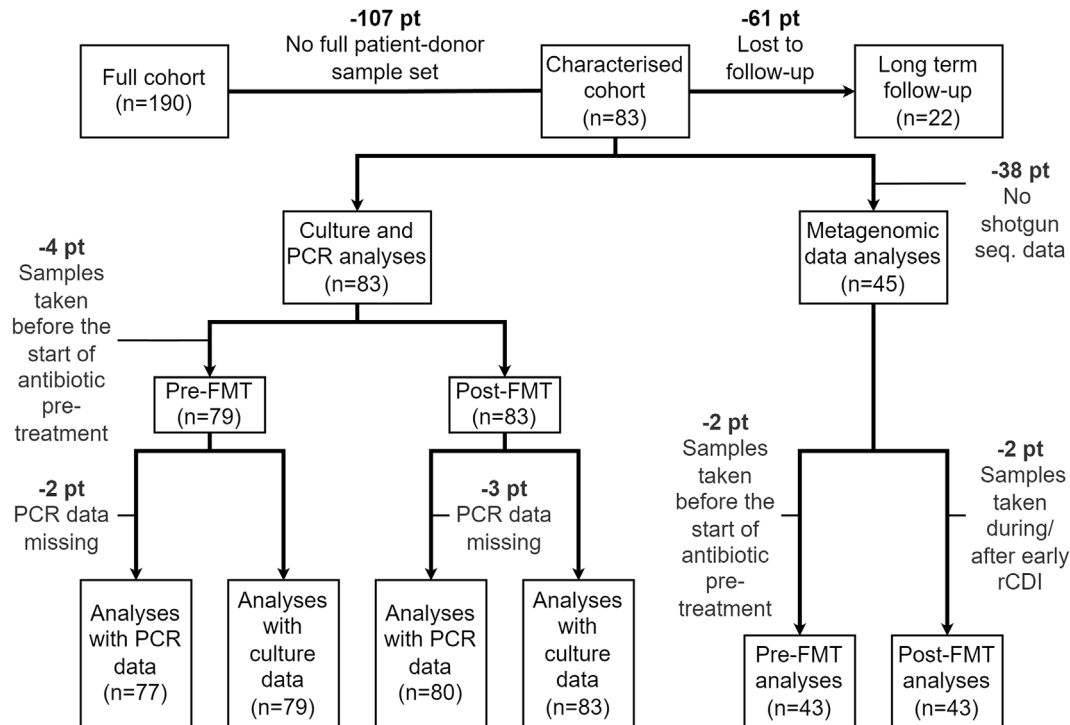 -107 pt
No full patient-donor
sample set
-61 pt
Lost to
follow-up
Full cohort
(n=190)
Characterised
cohort
(n=83)
Long term
follow-up
(n=22)
-38 pt
No
shotgun
seq. data
Culture and
PCR analyses
(n=83)
Metagenomic
data analyses
(n=45)
-4 pt
Samples
taken
before the
start of
antibiotic
pre-
treatment
Pre-FMT
(n=79)
Post-FMT
(n=83)
-2 pt
PCR data
missing
-3 pt
PCR data
missing
-2 pt
Samples
taken
before the
start of
antibiotic
pre-
treatment
-2 pt
Samples
taken
during/
after early
rCDI
Analyses
with PCR
data
(n=77)
Analyses
with
culture
data
(n=79)
Analyses
with PCR
data
(n=80)
Analyses
with
culture
data
(n=83)
Pre-FMT
analyses
(n=43)
Post-FMT
analyses
(n=43)